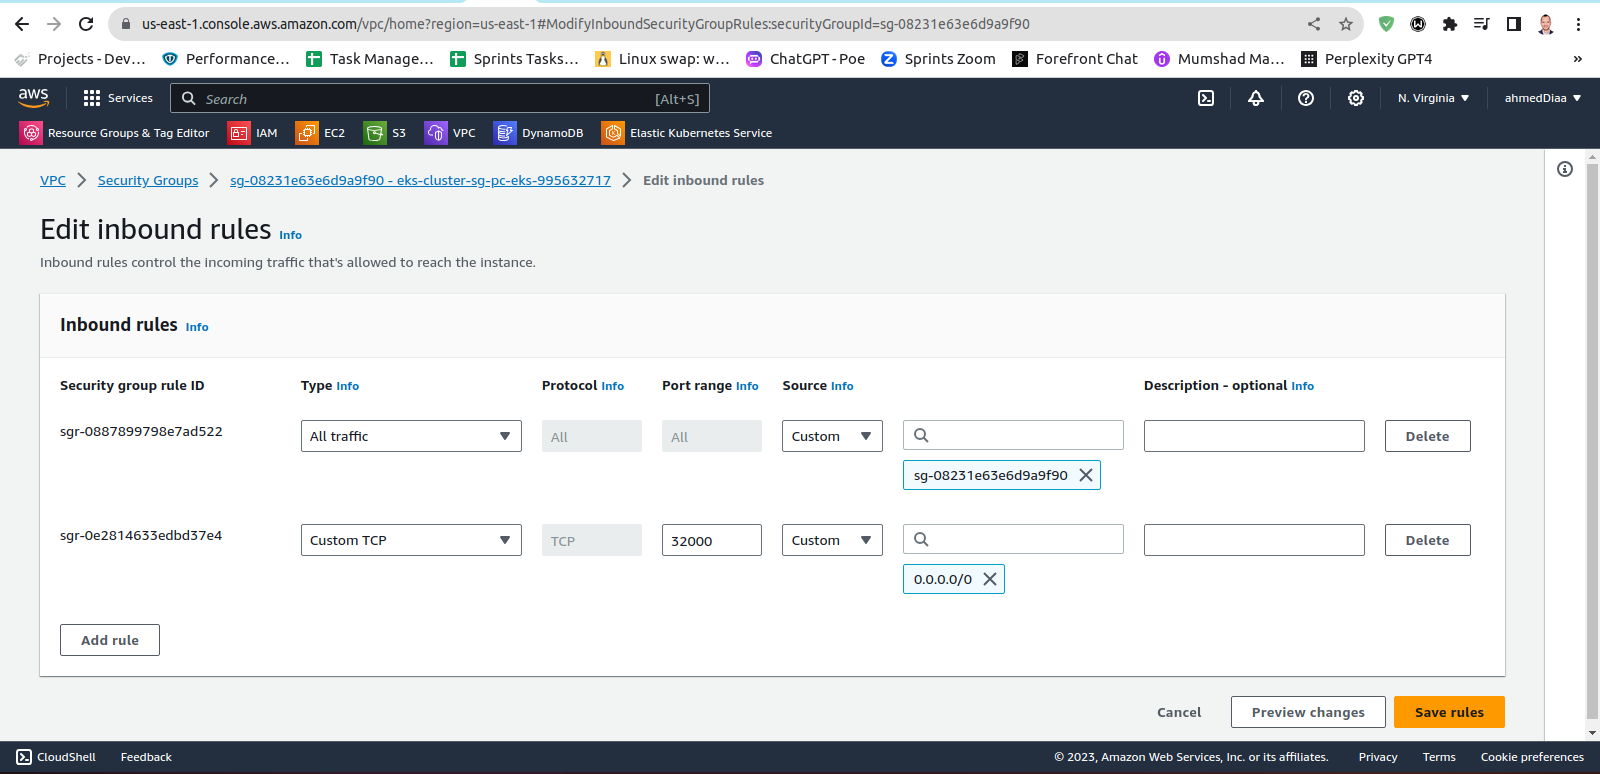 us-east-1.console.aws.amazon.com/vpc/home?region=us-east-1#ModifyInboundSecurityGroupRules:securityGroupId=sg-08231e63e6d9a9f90
Projects - Dev... Performance... Task Manage... Sprints Tasks... Linux swap: w... ChatGPT - Poe Sprints Zoom Forefront Chat Mumshad Ma... Perplexity GPT4 »
aws Services Search [Alt+S] N. Virginia ahmedDiaa
Resource Groups & Tag Editor IAM EC2 S3 VPC DynamoDB Elastic Kubernetes Service
VPC Security Groups sg-08231e63e6d9a9f90 - eks-cluster-sg-pc-eks-995632717 Edit inbound rules
Edit inbound rules Info
Inbound rules control the incoming traffic that's allowed to reach the instance.
Inbound rules Info
Security group rule ID Type Info Protocol Info Port range Info Source Info Description - optional Info
sgr-0887899798e7ad522 All traffic All All Custom Delete
sg-08231e63e6d9a9f90
sgr-0e2814633edbd37e4 Custom TCP TCP 32000 Custom Delete
0.0.0.0/0
Add rule
Cancel Preview changes Save rules
CloudShell Feedback © 2023, Amazon Web Services, Inc. or its affiliates. Privacy Terms Cookie preferences